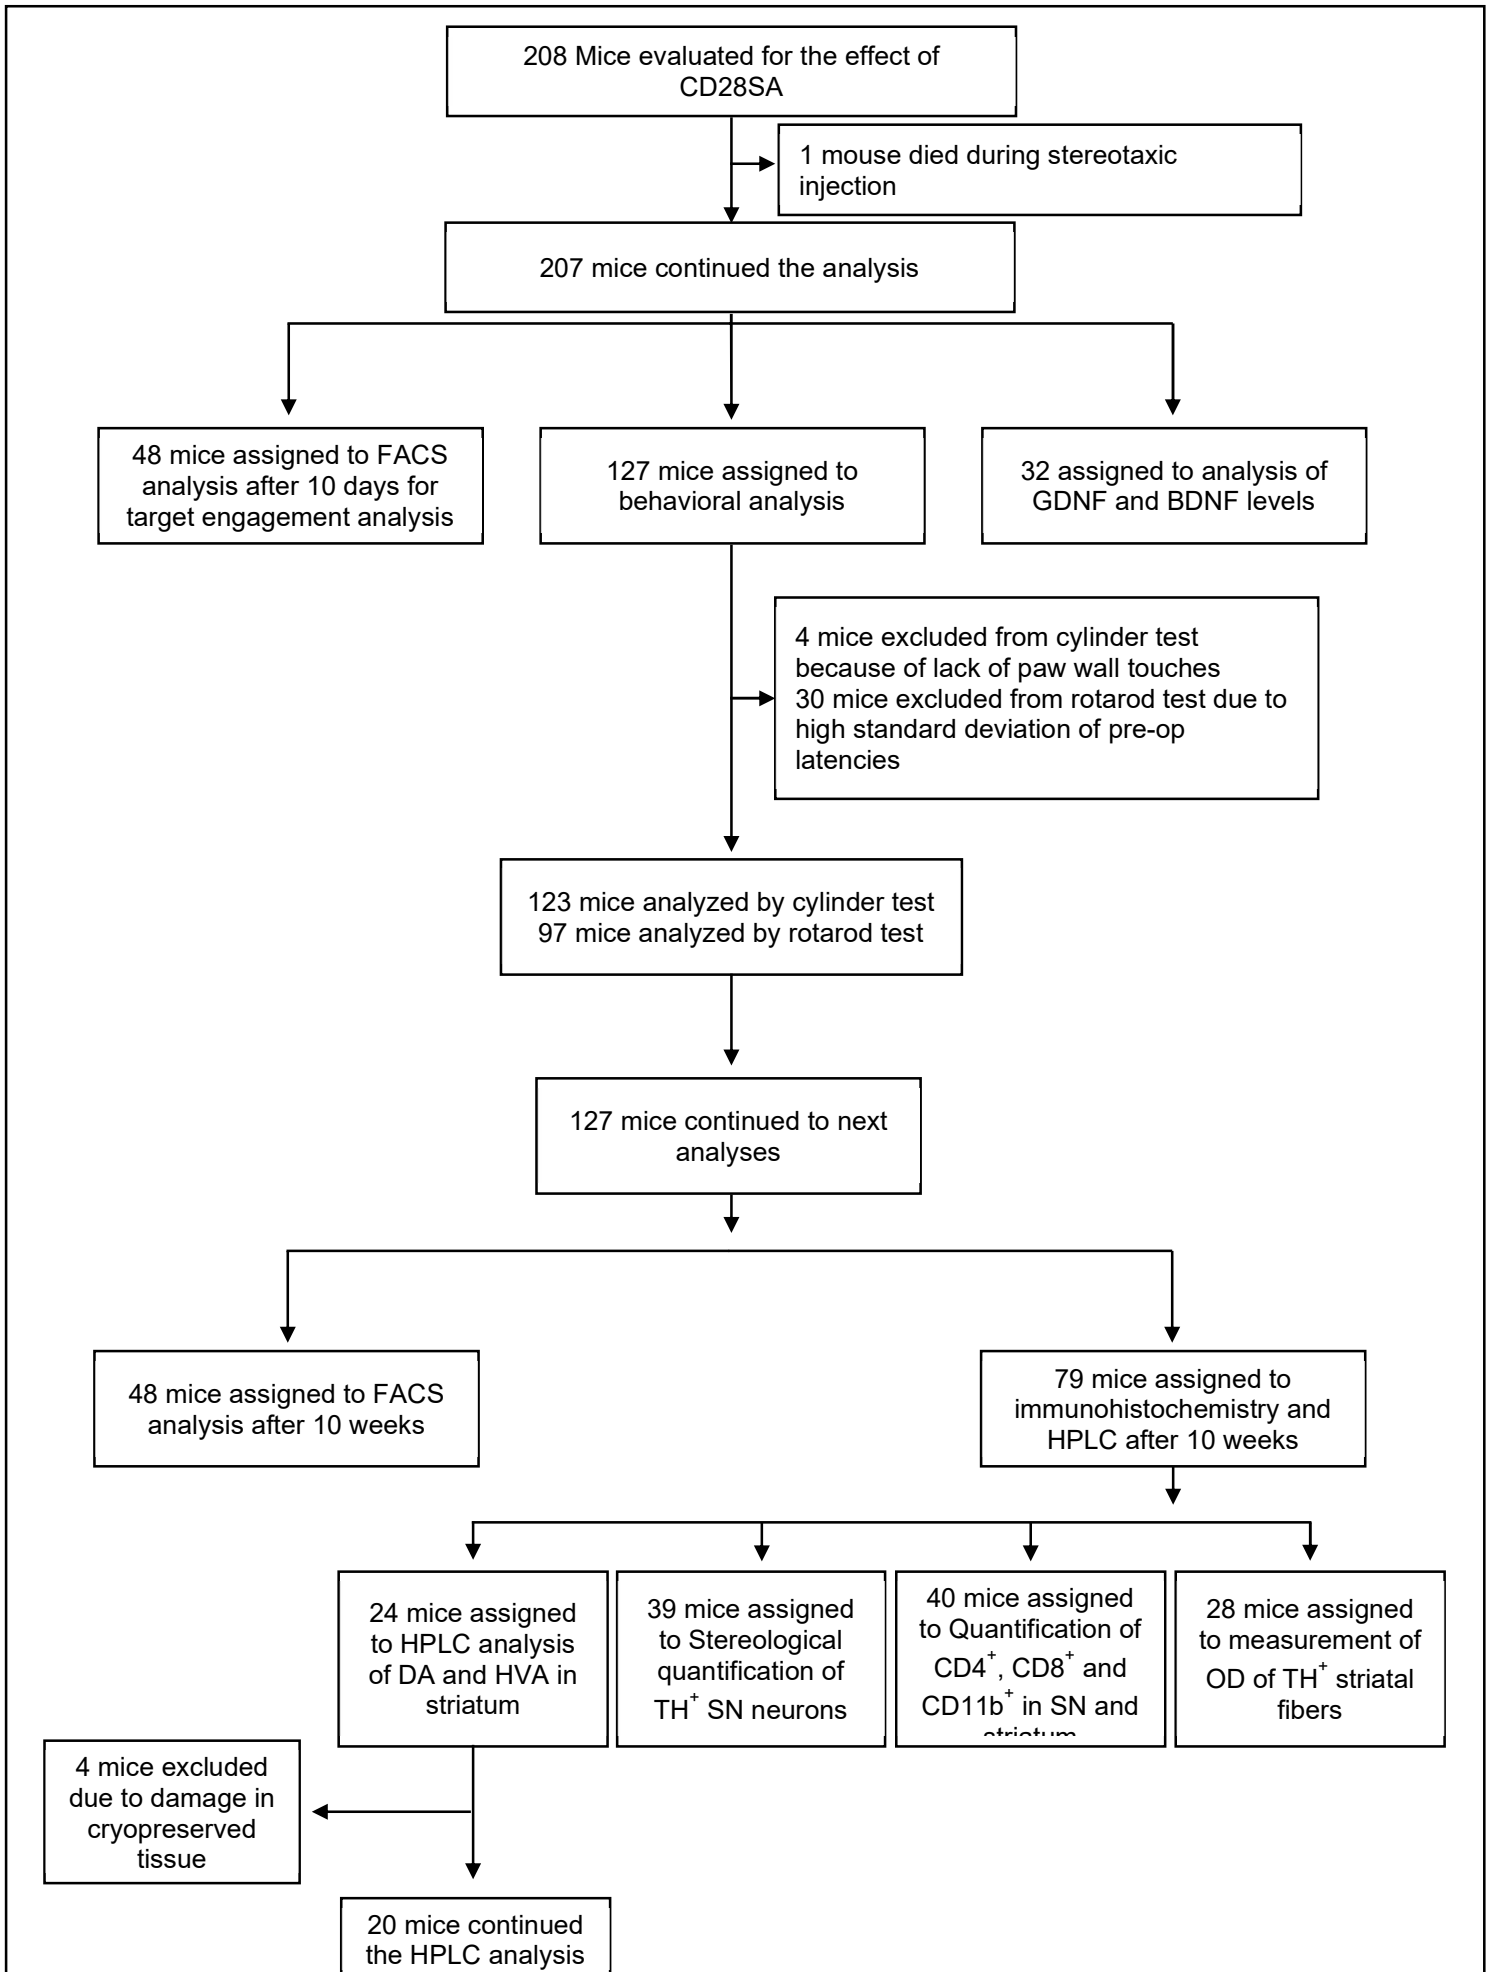 208 Mice evaluated for the effect of
CD28SA
1 mouse died during stereotaxic
injection
207 mice continued the analysis
48 mice assigned to FACS
analysis after 10 days for
target engagement analysis
127 mice assigned to
behavioral analysis
32 assigned to analysis of
GDNF and BDNF levels
4 mice excluded from cylinder test
because of lack of paw wall touches
30 mice excluded from rotarod test due to
high standard deviation of pre-op
latencies
123 mice analyzed by cylinder test
97 mice analyzed by rotarod test
127 mice continued to next
analyses
48 mice assigned to FACS
analysis after 10 weeks
79 mice assigned to
immunohistochemistry and
HPLC after 10 weeks
24 mice assigned
to HPLC analysis
of DA and HVA in
striatum
39 mice assigned
to Stereological
quantification of
TH⁺ SN neurons
40 mice assigned
to Quantification of
CD4⁺, CD8⁺ and
CD11b⁺ in SN and
striatum
28 mice assigned
to measurement of
OD of TH⁺ striatal
fibers
4 mice excluded
due to damage in
cryopreserved
tissue
20 mice continued
the HPLC analysis